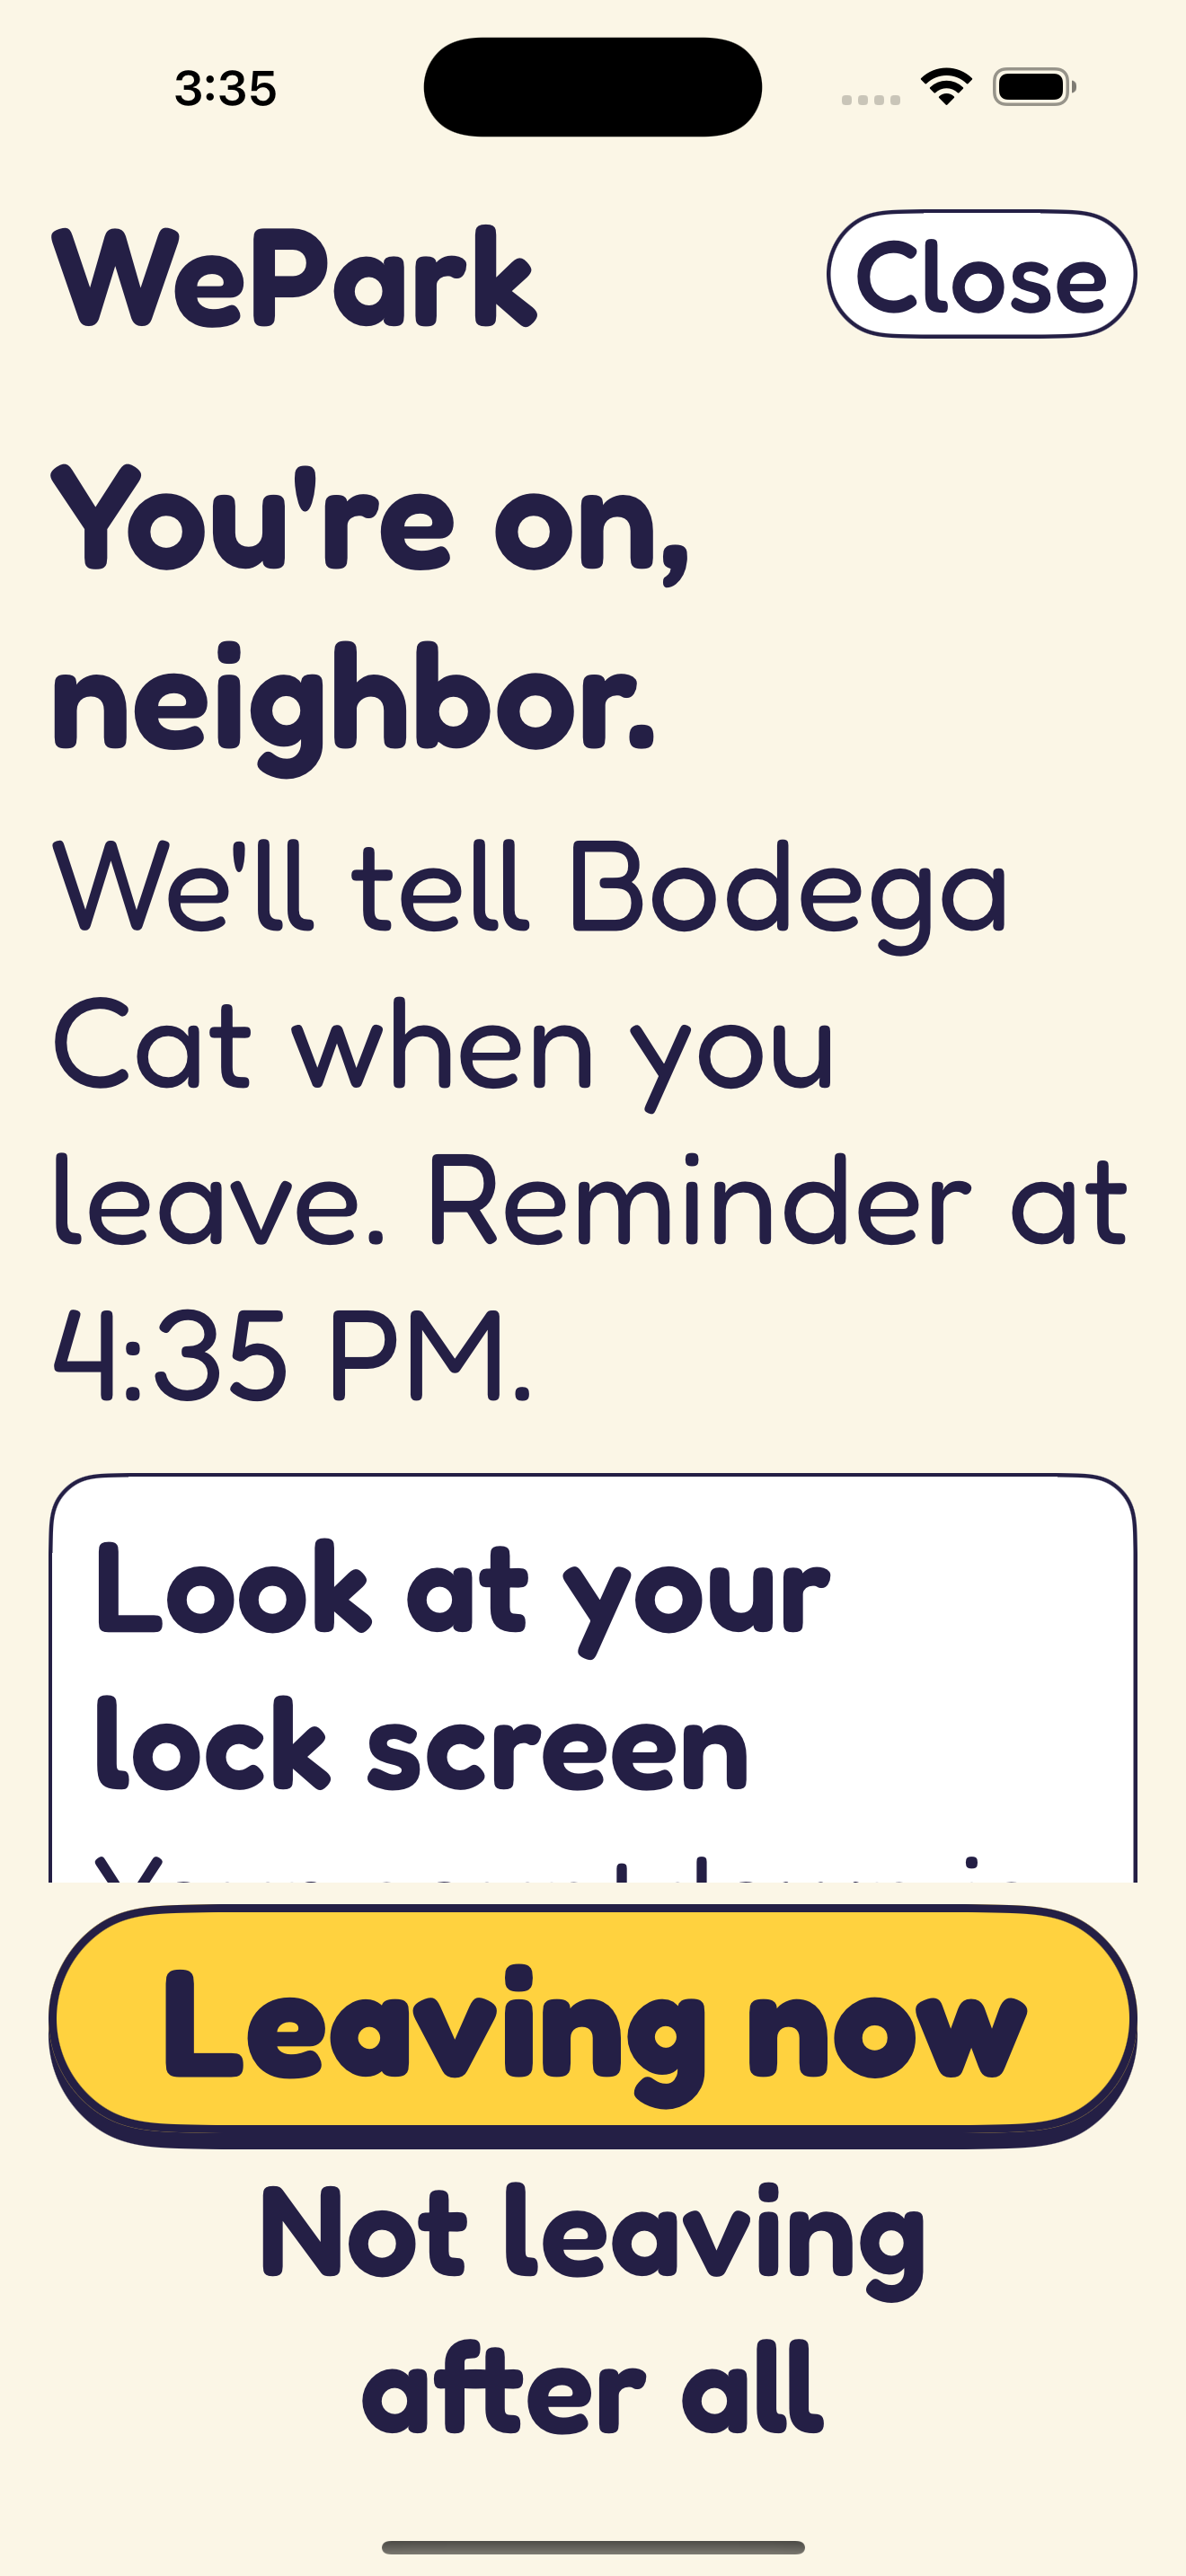 3:35
WePark
Close
You're on,
neighbor.
We'll tell Bodega
Cat when you
leave. Reminder at
4:35 PM.
Look at your
lock screen
Leaving now
Not leaving
after all